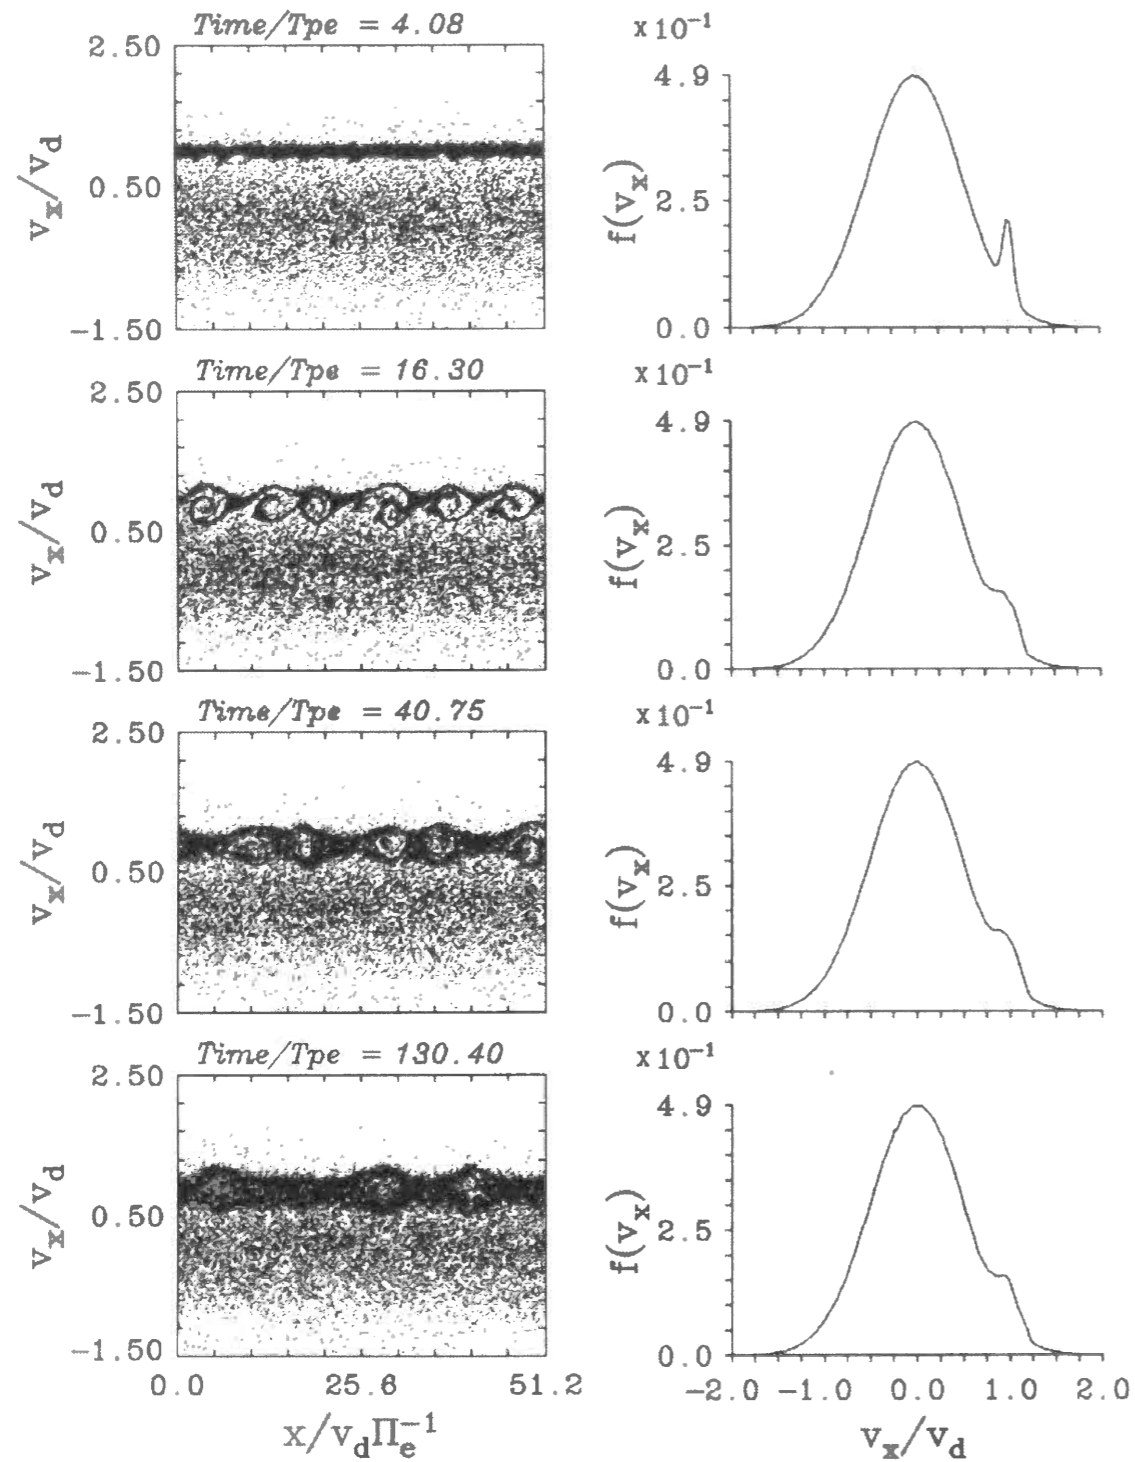 Time/Tpe = 4.08
x 10⁻¹
2.50
0.50
-1.50
v_x/v_d
4.9
2.5
0.0
f(v_x)
Time/Tpe = 16.30
x 10⁻¹
2.50
0.50
-1.50
v_x/v_d
4.9
2.5
0.0
f(v_x)
Time/Tpe = 40.75
x 10⁻¹
2.50
0.50
-1.50
v_x/v_d
4.9
2.5
0.0
f(v_x)
Time/Tpe = 130.40
x 10⁻¹
2.50
0.50
-1.50
v_x/v_d
4.9
2.5
0.0
f(v_x)
0.0 25.6 51.2
-2.0 -1.0 0.0 1.0 2.0
x/v_dΠ_e⁻¹
v_x/v_d